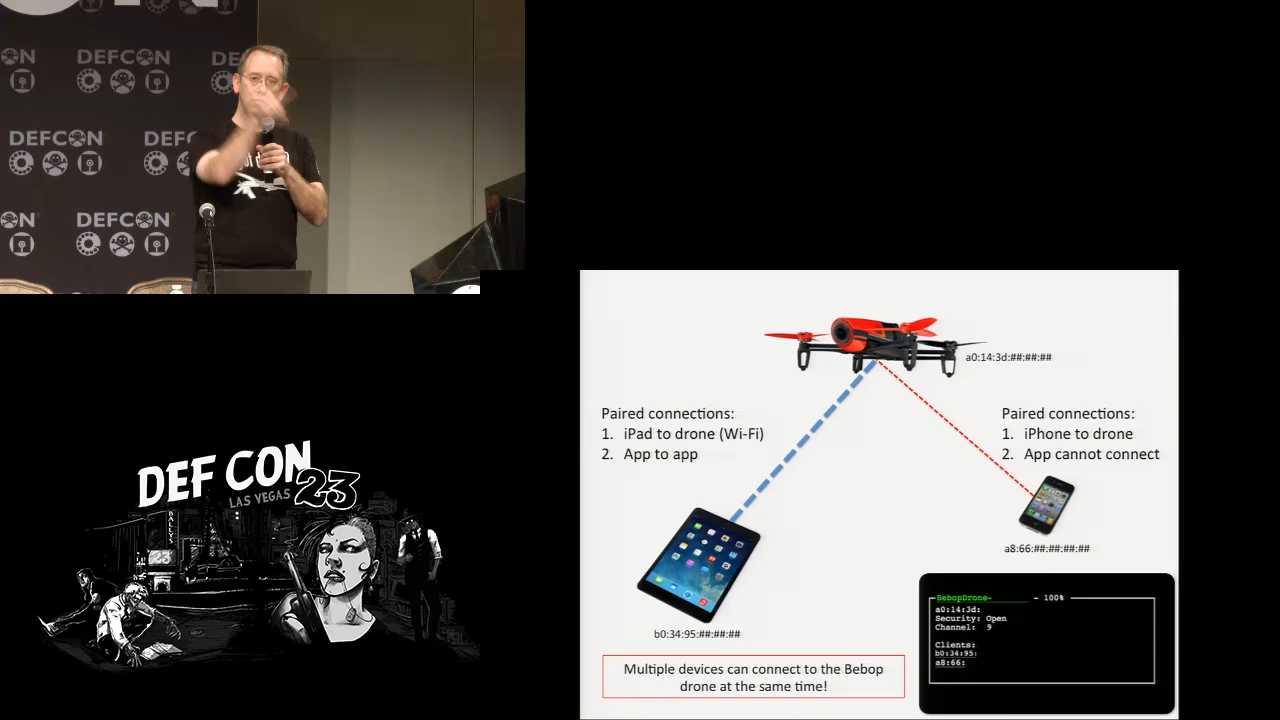 DEFCON
DEFCON
DEFCON
DEFCON
a0:14:3d:##:##:##
Paired connections:
1. iPad to drone (Wi-Fi)
2. App to app
Paired connections:
1. iPhone to drone
2. App cannot connect
a8:66:##:##:##:##
b0:34:95:##:##:##
Multiple devices can connect to the Bebop
drone at the same time!
BebopDrone- - 100%
a0:14:3d:
Security: Open
Channel: 9
Clients:
b0:34:95:
a8:66:
DEF CON 23
LAS VEGAS
BALLYS
23